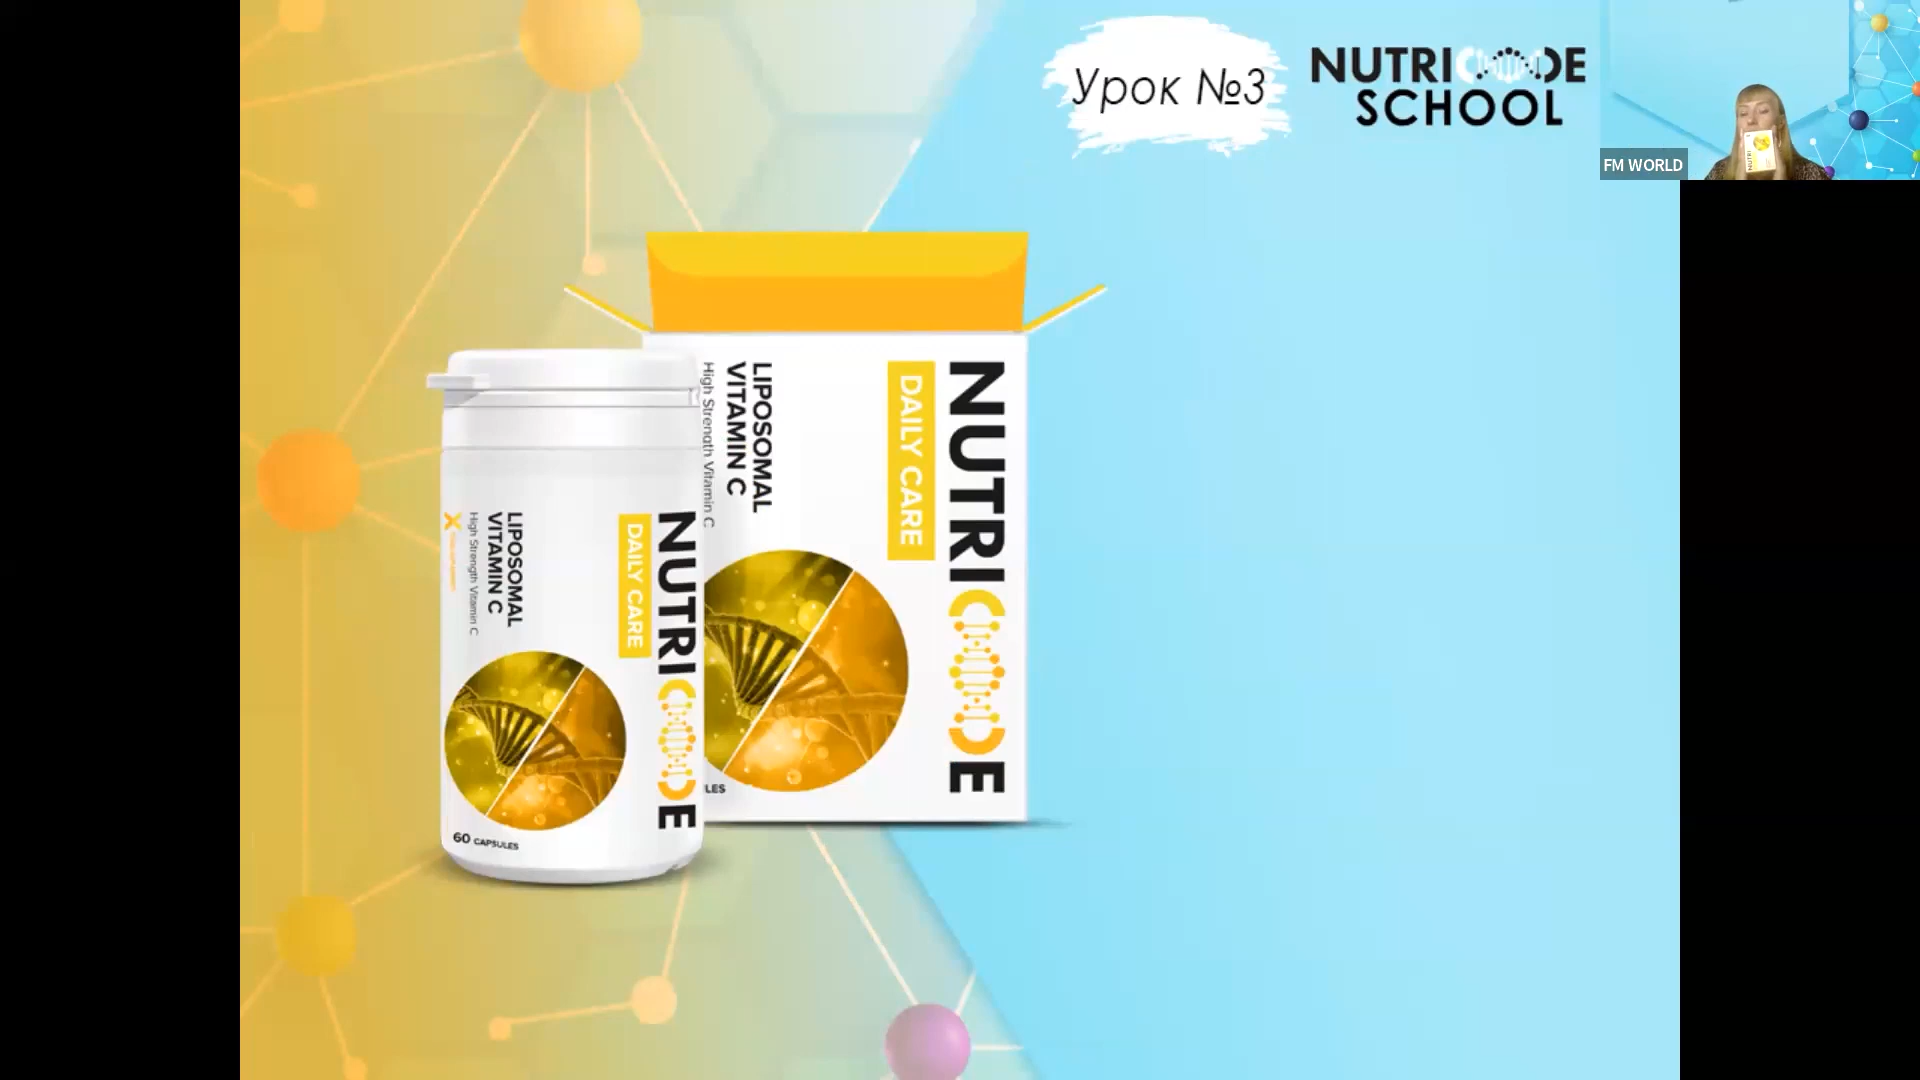 Урок №3
NUTRICODE
SCHOOL
FM WORLD
NUTRICODE
DAILY CARE
LIPOSOMAL
VITAMIN C
High Strength Vitamin C
LES
NUTRICODE
DAILY CARE
LIPOSOMAL
VITAMIN C
High Strength Vitamin C
60 CAPSULES